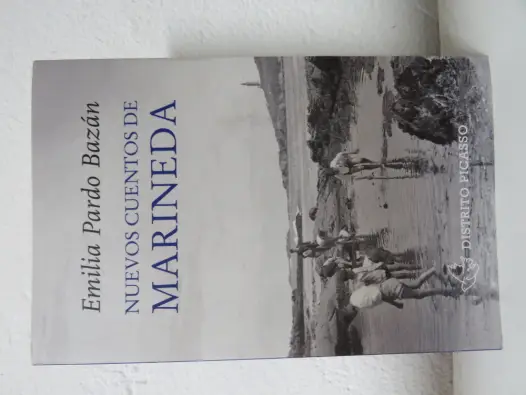 Emilia Pardo Bazán
NUEVOS CUENTOS DE
MARINEDA
DISTRITO PICASSO